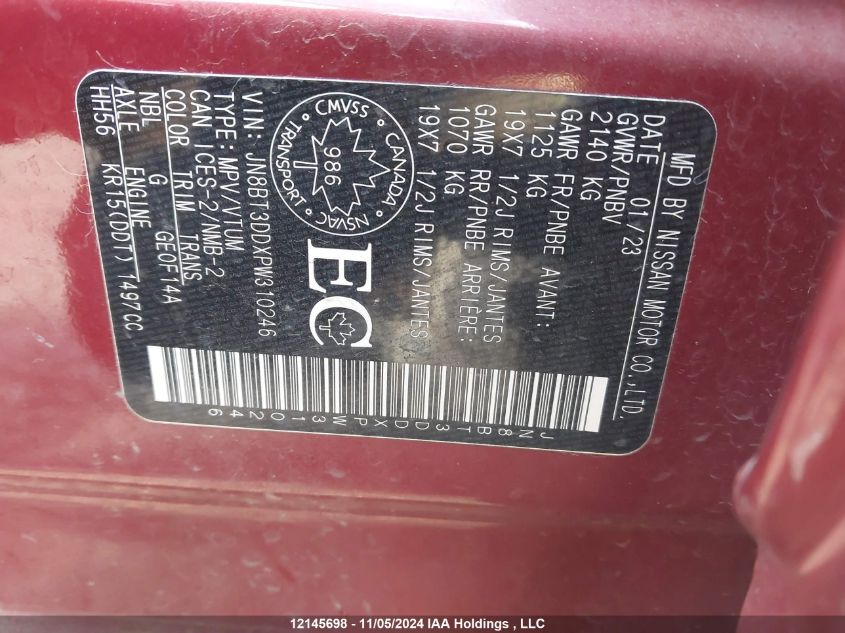 MFD BY NISSAN MOTOR CO.,LTD.
DATE 01/23
GVWR/PNBV
2140 KG
GAWR FR/PNBE AVANT:
1125 KG
19X7 1/2J RIMS/JANTES
GAWR RR/PNBE ARRIÈRE:
1070 KG
19X7 1/2J RIMS/JANTES
CMVSS
CANADA
NSVAC
TRANSPORT
986
EC
VIN: JN8BT3DDXPW310246
TYPE: MPV/VTUM
CAN ICES-2/NMB-2
COLOR TRIM TRANS
NBL G GE0F14A
AXLE ENGINE
HH56 KR15(DDT) 1497CC
JN8BT3DDXPW310246
12145698 - 11/05/2024 IAA Holdings , LLC